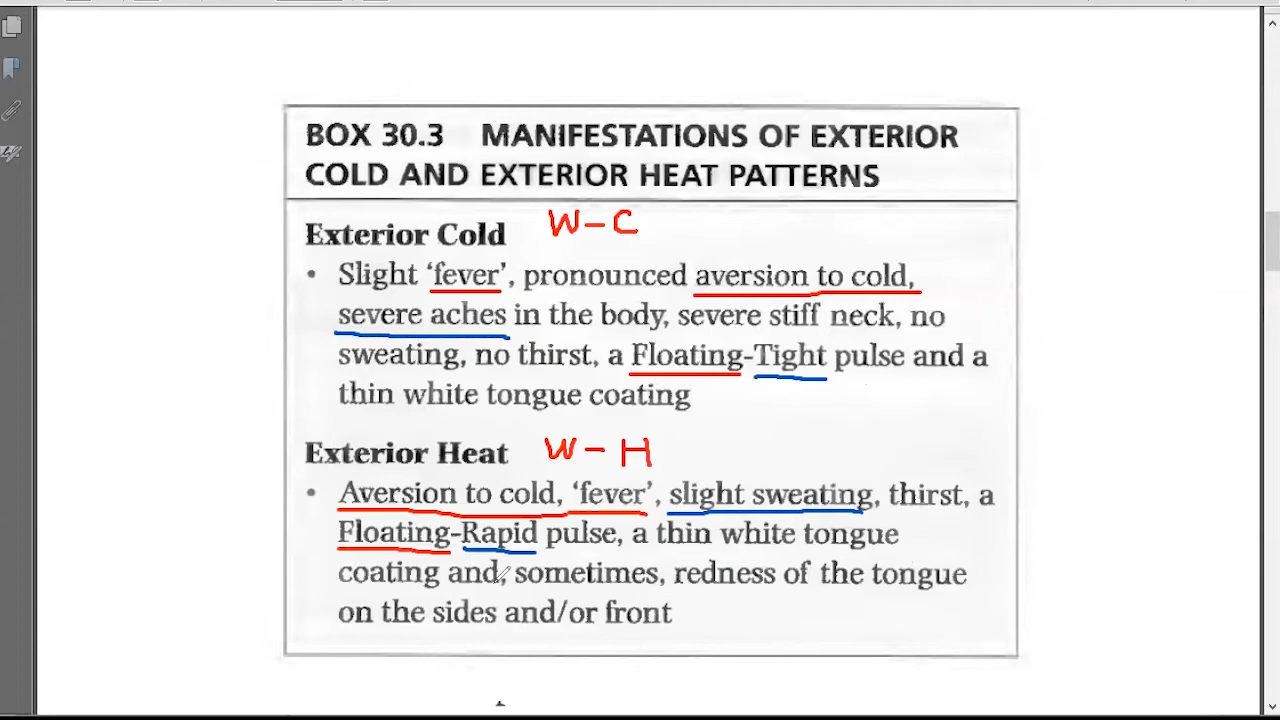 BOX 30.3 MANIFESTATIONS OF EXTERIOR
COLD AND EXTERIOR HEAT PATTERNS
Exterior Cold W-C
• Slight ‘fever’, pronounced aversion to cold,
severe aches in the body, severe stiff neck, no
sweating, no thirst, a Floating-Tight pulse and a
thin white tongue coating
Exterior Heat W-H
• Aversion to cold, ‘fever’, slight sweating, thirst, a
Floating-Rapid pulse, a thin white tongue
coating and, sometimes, redness of the tongue
on the sides and/or front